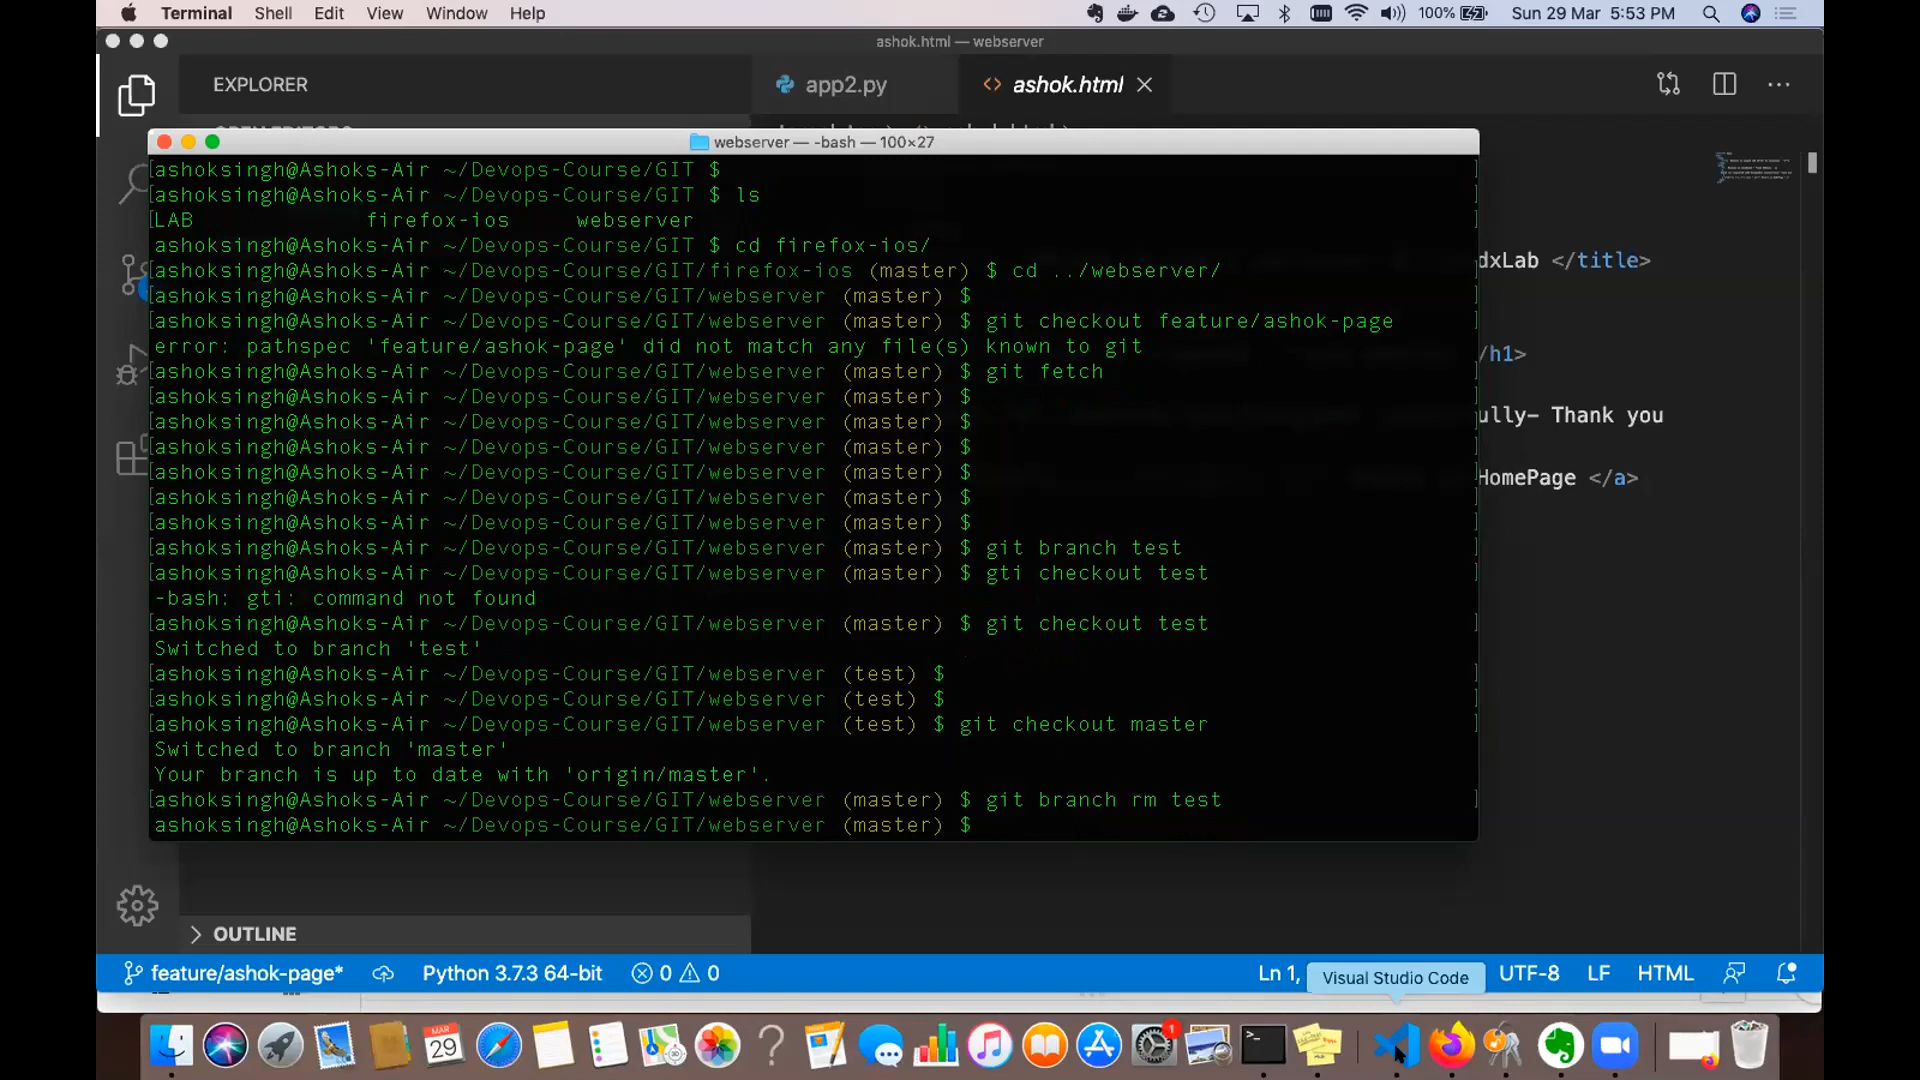 Terminal Shell Edit View Window Help 100% Sun 29 Mar 5:53 PM
ashok.html — webserver
EXPLORER app2.py ashok.html
webserver — -bash — 100×27
[ashoksingh@Ashoks-Air ~/Devops-Course/GIT $ ]
[ashoksingh@Ashoks-Air ~/Devops-Course/GIT $ ls ]
[LAB firefox-ios webserver ]
ashoksingh@Ashoks-Air ~/Devops-Course/GIT $ cd firefox-ios/
[ashoksingh@Ashoks-Air ~/Devops-Course/GIT/firefox-ios (master) $ cd ../webserver/ ]
[ashoksingh@Ashoks-Air ~/Devops-Course/GIT/webserver (master) $ ]
[ashoksingh@Ashoks-Air ~/Devops-Course/GIT/webserver (master) $ git checkout feature/ashok-page ]
error: pathspec 'feature/ashok-page' did not match any file(s) known to git
[ashoksingh@Ashoks-Air ~/Devops-Course/GIT/webserver (master) $ git fetch ]
[ashoksingh@Ashoks-Air ~/Devops-Course/GIT/webserver (master) $ ]
[ashoksingh@Ashoks-Air ~/Devops-Course/GIT/webserver (master) $ ]
[ashoksingh@Ashoks-Air ~/Devops-Course/GIT/webserver (master) $ ]
[ashoksingh@Ashoks-Air ~/Devops-Course/GIT/webserver (master) $ ]
[ashoksingh@Ashoks-Air ~/Devops-Course/GIT/webserver (master) $ ]
[ashoksingh@Ashoks-Air ~/Devops-Course/GIT/webserver (master) $ ]
[ashoksingh@Ashoks-Air ~/Devops-Course/GIT/webserver (master) $ git branch test ]
[ashoksingh@Ashoks-Air ~/Devops-Course/GIT/webserver (master) $ gti checkout test ]
-bash: gti: command not found
[ashoksingh@Ashoks-Air ~/Devops-Course/GIT/webserver (master) $ git checkout test ]
Switched to branch 'test'
[ashoksingh@Ashoks-Air ~/Devops-Course/GIT/webserver (test) $ ]
[ashoksingh@Ashoks-Air ~/Devops-Course/GIT/webserver (test) $ ]
[ashoksingh@Ashoks-Air ~/Devops-Course/GIT/webserver (test) $ git checkout master ]
Switched to branch 'master'
Your branch is up to date with 'origin/master'.
[ashoksingh@Ashoks-Air ~/Devops-Course/GIT/webserver (master) $ git branch rm test ]
ashoksingh@Ashoks-Air ~/Devops-Course/GIT/webserver (master) $
dxLab </title>
/h1>
ully- Thank you
HomePage </a>
OUTLINE
feature/ashok-page* Python 3.7.3 64-bit 0 0 Ln 1, UTF-8 LF HTML
Visual Studio Code
MAR
29
1